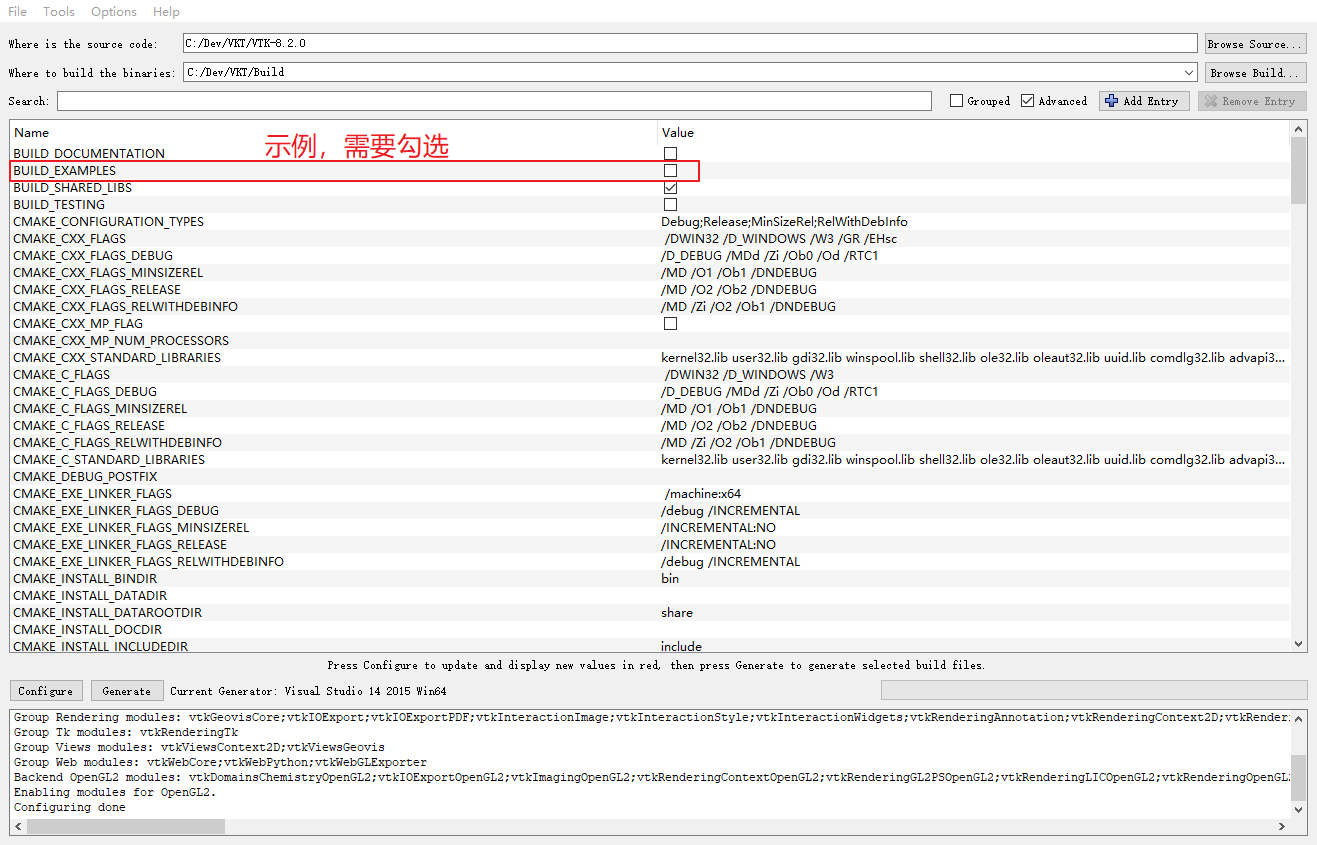 File Tools Options Help
Where is the source code: C:/Dev/VKT/VTK-8.2.0 Browse Source...
Where to build the binaries: C:/Dev/VKT/Build Browse Build...
Search: Grouped Advanced Add Entry Remove Entry
Name Value
示例，需要勾选
BUILD_DOCUMENTATION
BUILD_EXAMPLES
BUILD_SHARED_LIBS
BUILD_TESTING
CMAKE_CONFIGURATION_TYPES Debug;Release;MinSizeRel;RelWithDebInfo
CMAKE_CXX_FLAGS /DWIN32 /D_WINDOWS /W3 /GR /EHsc
CMAKE_CXX_FLAGS_DEBUG /D_DEBUG /MDd /Zi /Ob0 /Od /RTC1
CMAKE_CXX_FLAGS_MINSIZEREL /MD /O1 /Ob1 /DNDEBUG
CMAKE_CXX_FLAGS_RELEASE /MD /O2 /Ob2 /DNDEBUG
CMAKE_CXX_FLAGS_RELWITHDEBINFO /MD /Zi /O2 /Ob1 /DNDEBUG
CMAKE_CXX_MP_FLAG
CMAKE_CXX_MP_NUM_PROCESSORS
CMAKE_CXX_STANDARD_LIBRARIES kernel32.lib user32.lib gdi32.lib winspool.lib shell32.lib ole32.lib oleaut32.lib uuid.lib comdlg32.lib advapi3...
CMAKE_C_FLAGS /DWIN32 /D_WINDOWS /W3
CMAKE_C_FLAGS_DEBUG /D_DEBUG /MDd /Zi /Ob0 /Od /RTC1
CMAKE_C_FLAGS_MINSIZEREL /MD /O1 /Ob1 /DNDEBUG
CMAKE_C_FLAGS_RELEASE /MD /O2 /Ob2 /DNDEBUG
CMAKE_C_FLAGS_RELWITHDEBINFO /MD /Zi /O2 /Ob1 /DNDEBUG
CMAKE_C_STANDARD_LIBRARIES kernel32.lib user32.lib gdi32.lib winspool.lib shell32.lib ole32.lib oleaut32.lib uuid.lib comdlg32.lib advapi3...
CMAKE_DEBUG_POSTFIX
CMAKE_EXE_LINKER_FLAGS /machine:x64
CMAKE_EXE_LINKER_FLAGS_DEBUG /debug /INCREMENTAL
CMAKE_EXE_LINKER_FLAGS_MINSIZEREL /INCREMENTAL:NO
CMAKE_EXE_LINKER_FLAGS_RELEASE /INCREMENTAL:NO
CMAKE_EXE_LINKER_FLAGS_RELWITHDEBINFO /debug /INCREMENTAL
CMAKE_INSTALL_BINDIR bin
CMAKE_INSTALL_DATADIR
CMAKE_INSTALL_DATAROOTDIR share
CMAKE_INSTALL_DOCDIR
CMAKE_INSTALL_INCLUDEDIR include
Press Configure to update and display new values in red, then press Generate to generate selected build files.
Configure Generate Current Generator: Visual Studio 14 2015 Win64
Group Rendering modules: vtkGeovisCore;vtkIOExport;vtkIOExportPDF;vtkInteractionImage;vtkInteractionStyle;vtkInteractionWidgets;vtkRenderingAnnotation;vtkRenderingContext2D;vtkRender
Group Tk modules: vtkRenderingTk
Group Views modules: vtkViewsContext2D;vtkViewsGeovis
Group Web modules: vtkWebCore;vtkWebPython;vtkWebGLExporter
Backend OpenGL2 modules: vtkDomainsChemistryOpenGL2;vtkIOExportOpenGL2;vtkImagingOpenGL2;vtkRenderingContextOpenGL2;vtkRenderingGL2PSOpenGL2;vtkRenderingLICOpenGL2;vtkRenderingOpenGL
Enabling modules for OpenGL2.
Configuring done